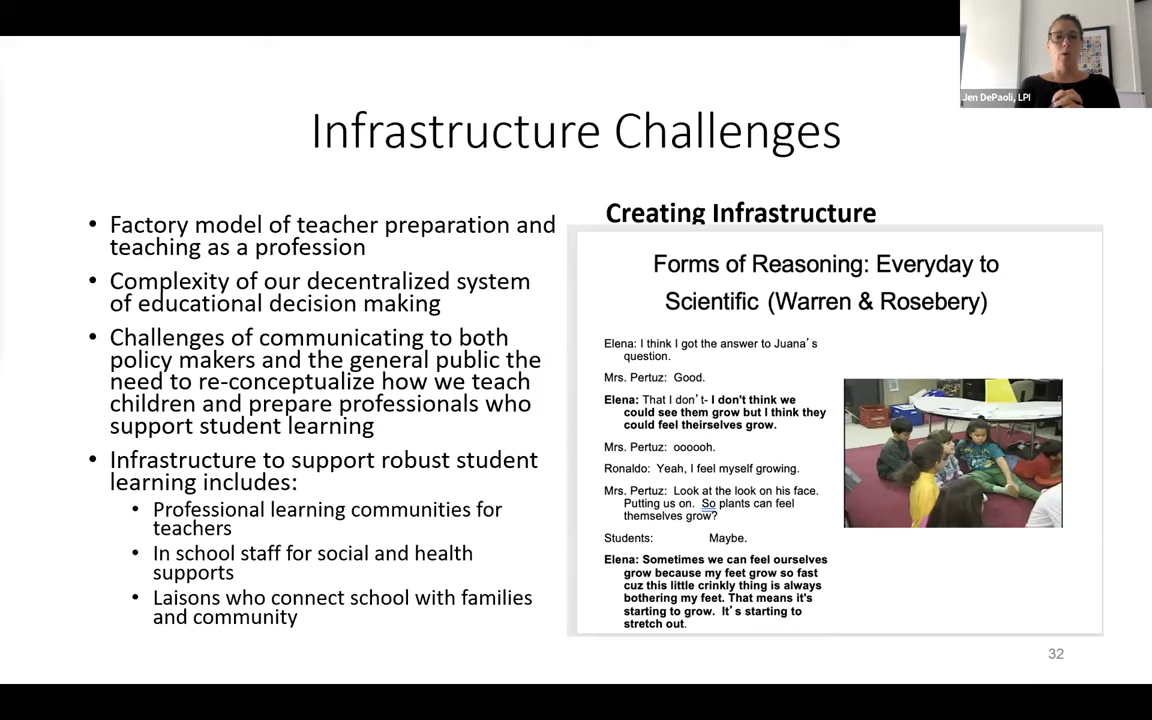 Jen DePaoli, LPI
Infrastructure Challenges
• Factory model of teacher preparation and
teaching as a profession
• Complexity of our decentralized system
of educational decision making
• Challenges of communicating to both
policy makers and the general public the
need to re-conceptualize how we teach
children and prepare professionals who
support student learning
• Infrastructure to support robust student
learning includes:
• Professional learning communities for
teachers
• In school staff for social and health
supports
• Laisons who connect school with families
and community
Creating Infrastructure
Forms of Reasoning: Everyday to
Scientific (Warren & Rosebery)
Elena: I think I got the answer to Juana's
question.
Mrs. Pertuz: Good.
Elena: That I don't- I don't think we
could see them grow but I think they
could feel theirselves grow.
Mrs. Pertuz: oooooh.
Ronaldo: Yeah, I feel myself growing.
Mrs. Pertuz: Look at the look on his face.
Putting us on. So plants can feel
themselves grow?
Students: Maybe.
Elena: Sometimes we can feel ourselves
grow because my feet grow so fast
cuz this little crinkly thing is always
bothering my feet. That means it's
starting to grow. It's starting to
stretch out.
32